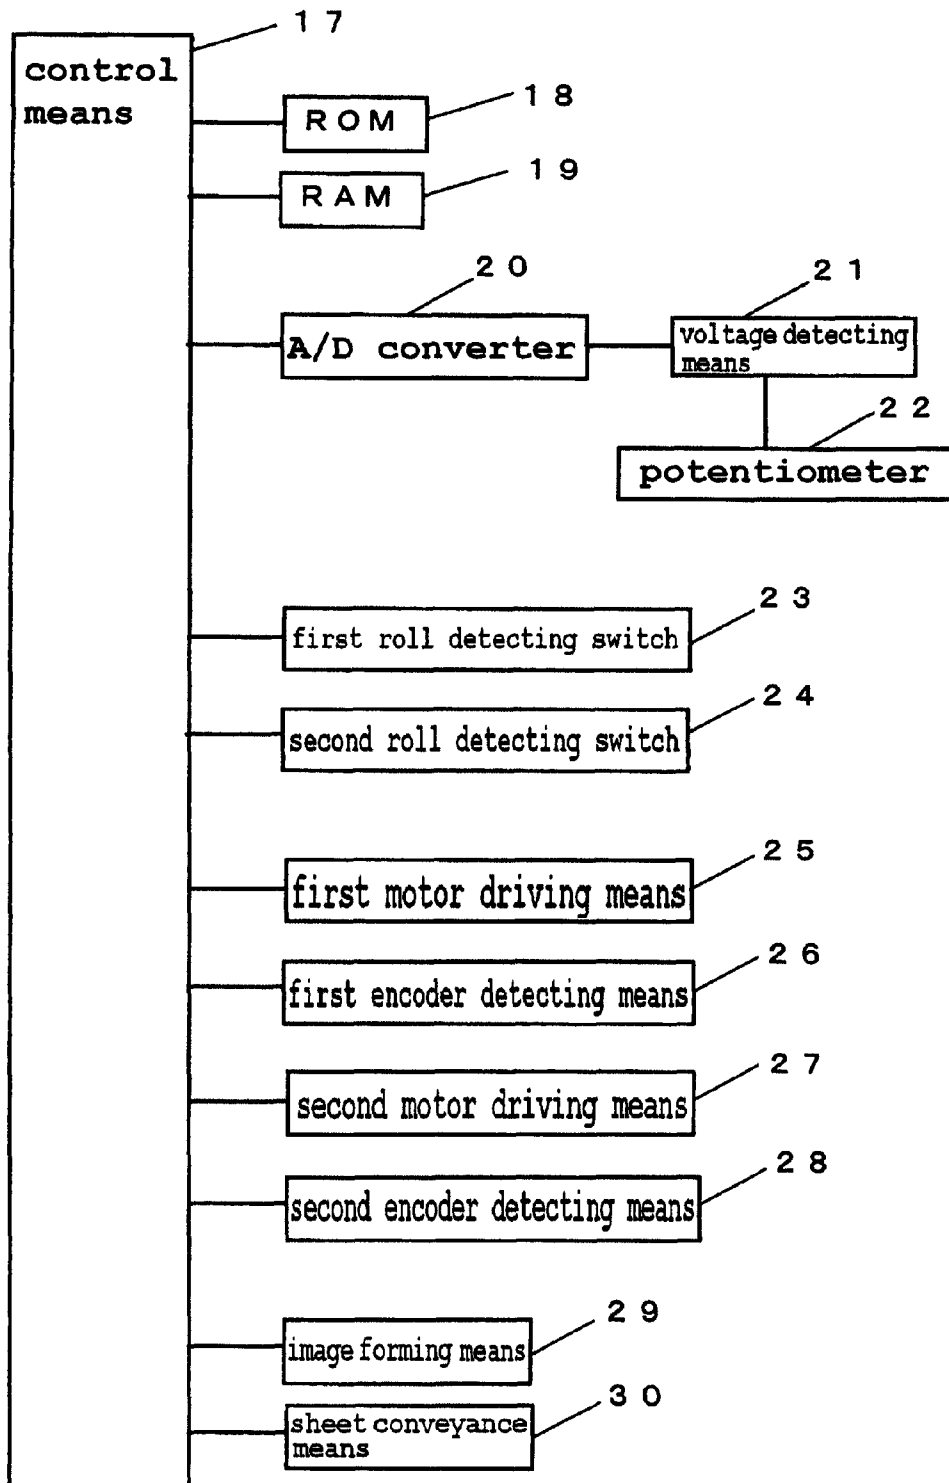 17
control
means
18
ROM
19
RAM
20
A/D converter
21
voltage detecting
means
22
potentiometer
23
first roll detecting switch
24
second roll detecting switch
25
first motor driving means
26
first encoder detecting means
27
second motor driving means
28
second encoder detecting means
29
image forming means
30
sheet conveyance
means